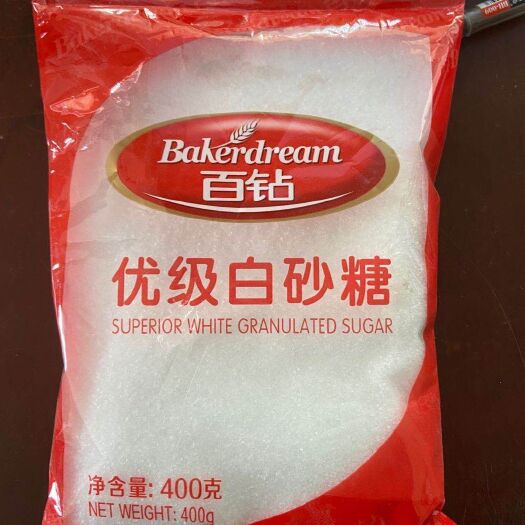 Bakerdream
Bakerdream
百钻
优级白砂糖
SUPERIOR WHITE GRANULATED SUGAR
净含量: 400克
NET WEIGHT: 400g